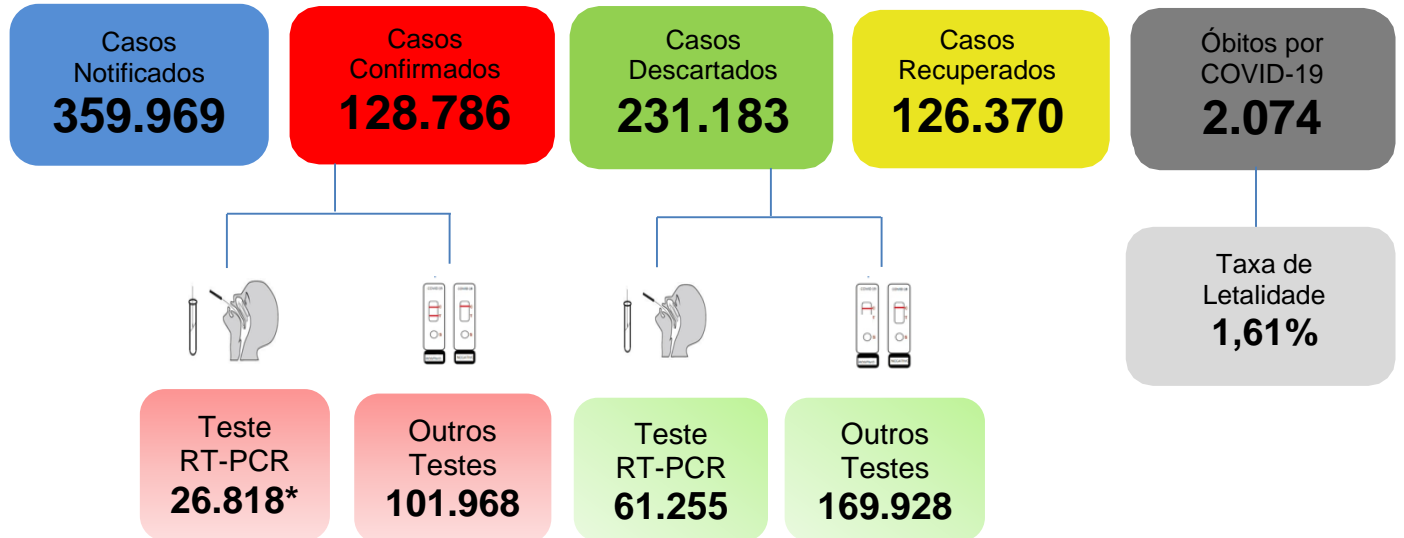 Casos
Notificados
359.969
Casos
Confirmados
128.786
Casos
Descartados
231.183
Casos
Recuperados
126.370
Óbitos por
COVID-19
2.074
Taxa de
Letalidade
1,61%
Teste
RT-PCR
26.818*
Outros
Testes
101.968
Teste
RT-PCR
61.255
Outros
Testes
169.928